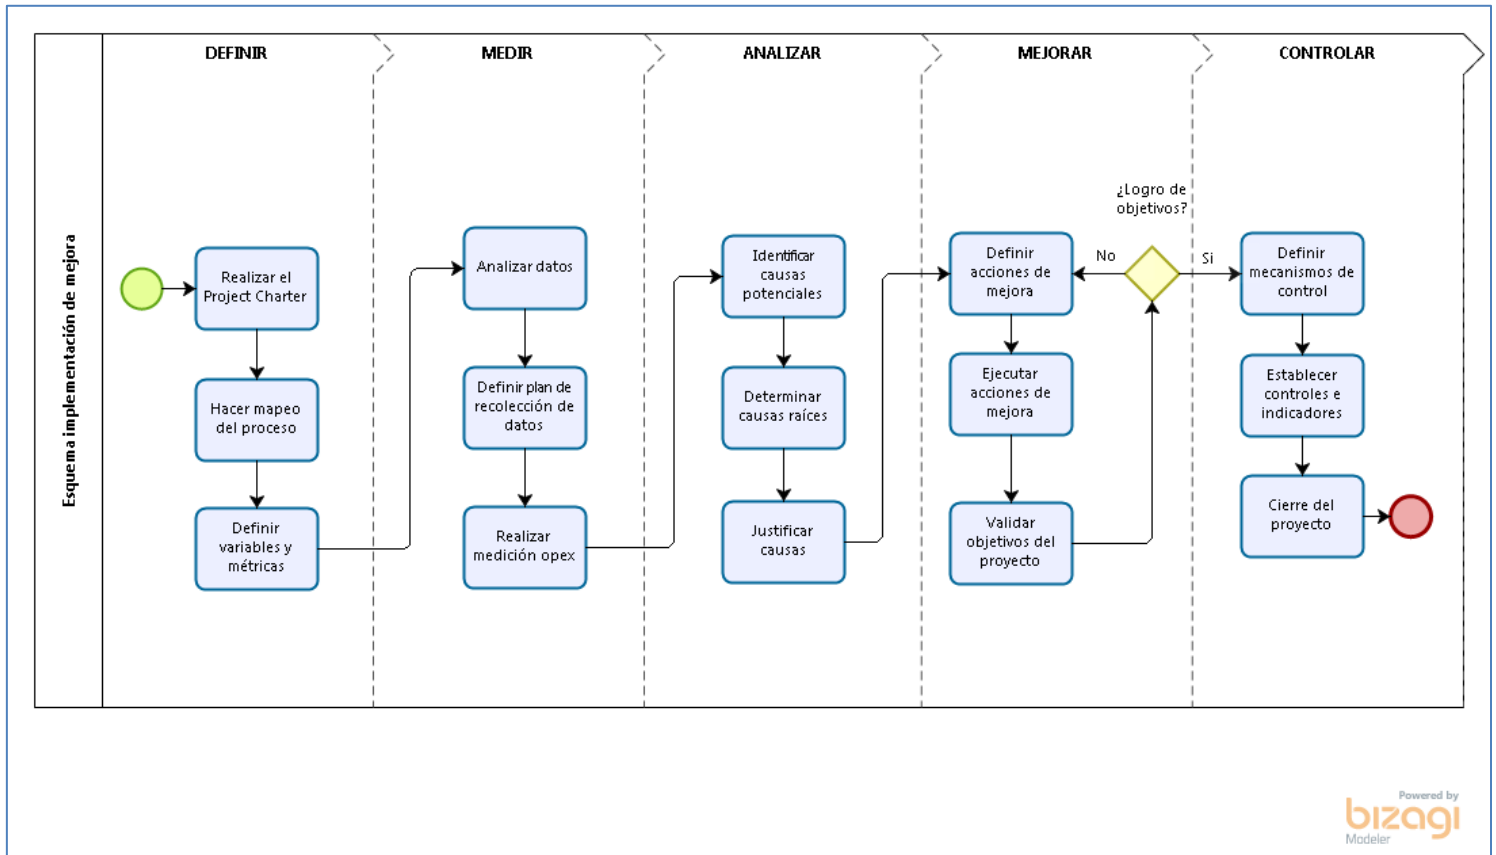 DEFINIR
MEDIR
ANALIZAR
MEJORAR
CONTROLAR
Esquema implementación de mejora
Realizar el
Project Charter
Hacer mapeo
del proceso
Definir
variables y
métricas
Analizar datos
Definir plan de
recolección de
datos
Realizar
medición opex
Identificar
causas
potenciales
Determinar
causas raíces
Justificar
causas
Definir
acciones de
mejora
Ejecutar
acciones de
mejora
Validar
objetivos del
proyecto
¿Logro de
objetivos?
No
Si
Definir
mecanismos de
control
Establecer
controles e
indicadores
Cierre del
proyecto
Powered by
bizagi
Modeler